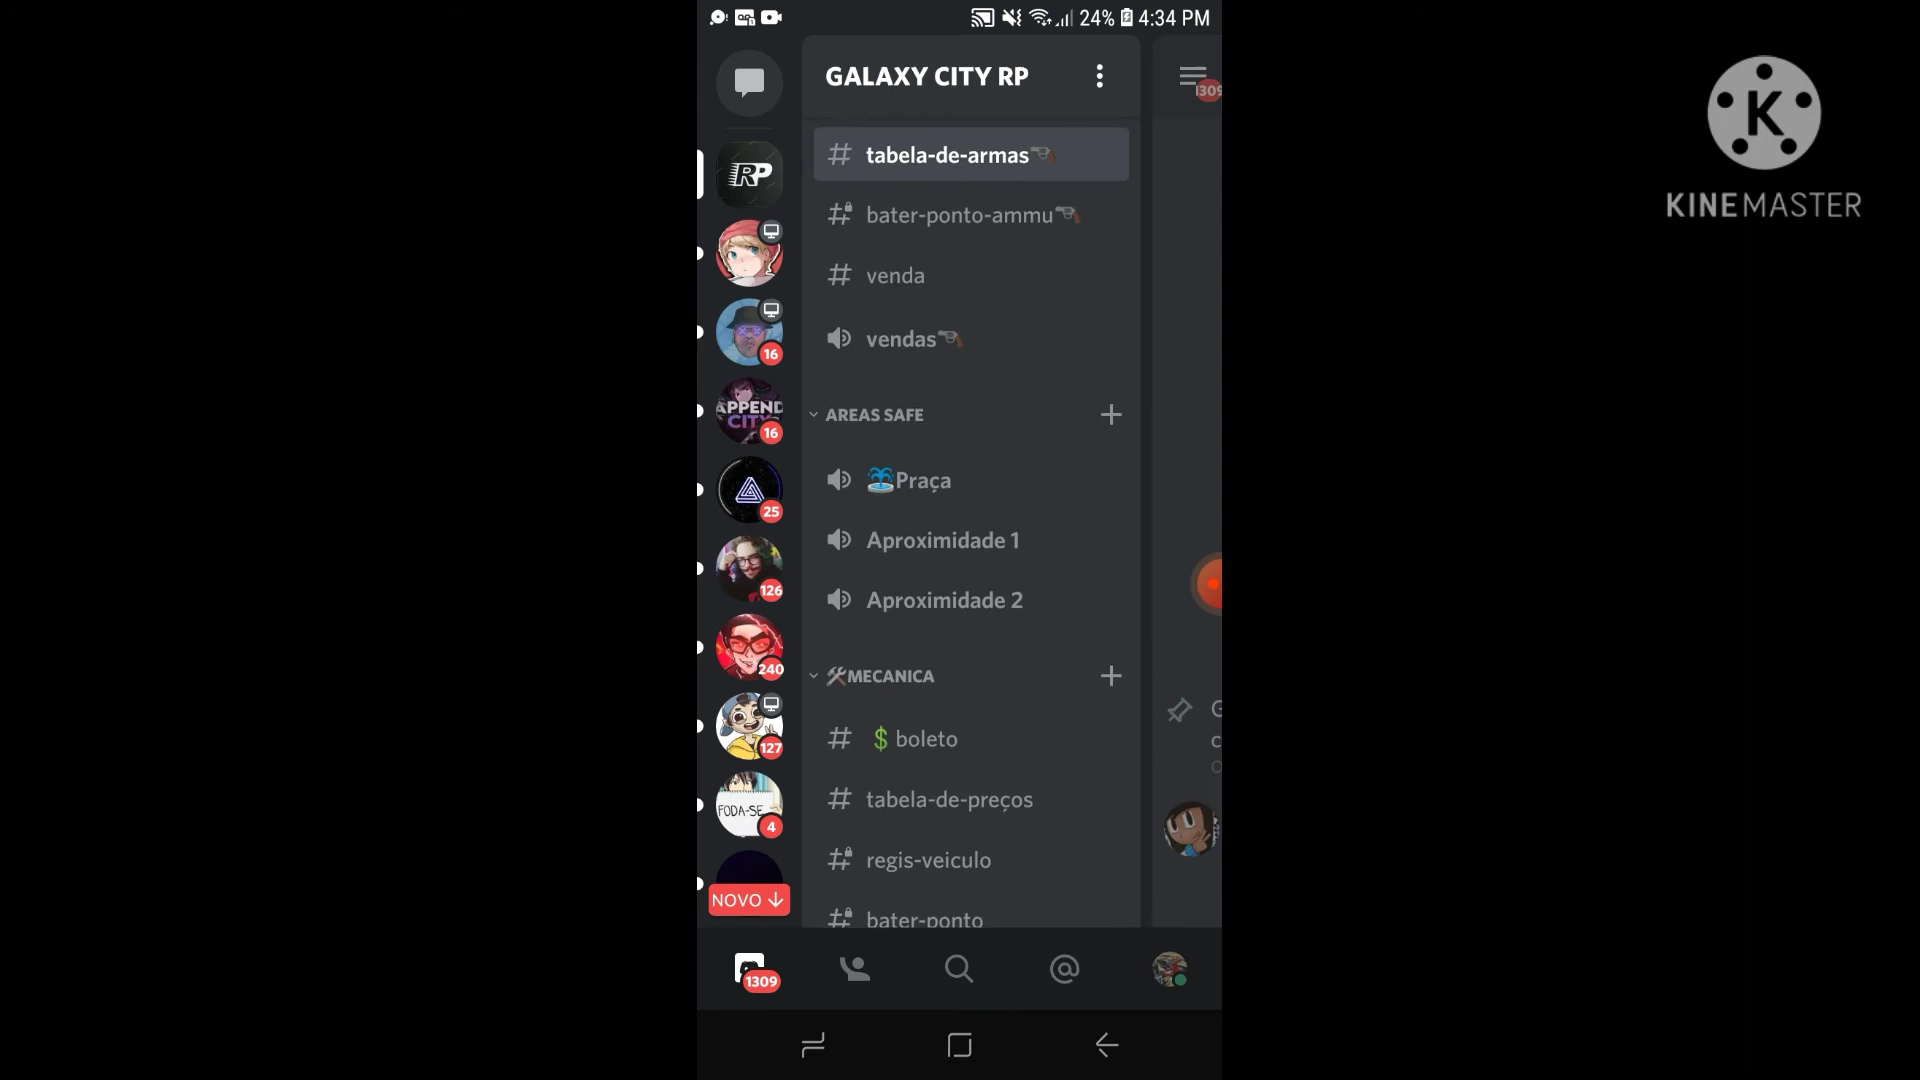 24% 4:34 PM
GALAXY CITY RP
1309
RP
tabela-de-armas
bater-ponto-ammu
venda
vendas
16
APPEND
CITY
16
AREAS SAFE
25
Praça
Aproximidade 1
126
Aproximidade 2
240
MECANICA
127
$ boleto
FODA-SE
4
tabela-de-preços
regis-veiculo
NOVO
bater-ponto
1309
K
KINEMASTER